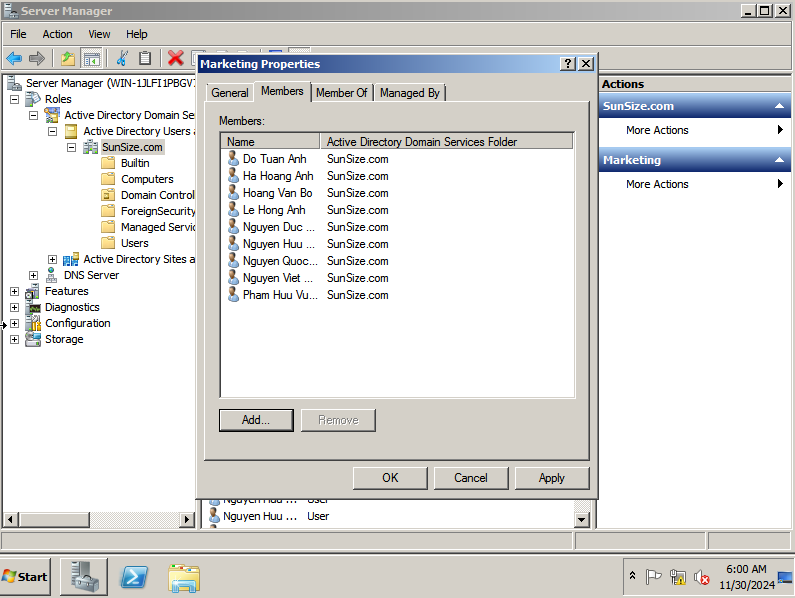 Server Manager
File Action View Help
Server Manager (WIN-1JLFI1PBGV
Roles
Active Directory Domain Se
Active Directory Users a
SunSize.com
Builtin
Computers
Domain Control
ForeignSecurity
Managed Servic
Users
Active Directory Sites a
DNS Server
Features
Diagnostics
Configuration
Storage
Marketing Properties
General Members Member Of Managed By
Members:
Name Active Directory Domain Services Folder
Do Tuan Anh SunSize.com
Ha Hoang Anh SunSize.com
Hoang Van Bo SunSize.com
Le Hong Anh SunSize.com
Nguyen Duc ... SunSize.com
Nguyen Huu ... SunSize.com
Nguyen Quoc... SunSize.com
Nguyen Viet ... SunSize.com
Pham Huu Vu... SunSize.com
Add... Remove
OK Cancel Apply
Nguyen Huu ... User
Nguyen Huu ... User
Actions
SunSize.com
More Actions
Marketing
More Actions
Start
6:00 AM
11/30/2024